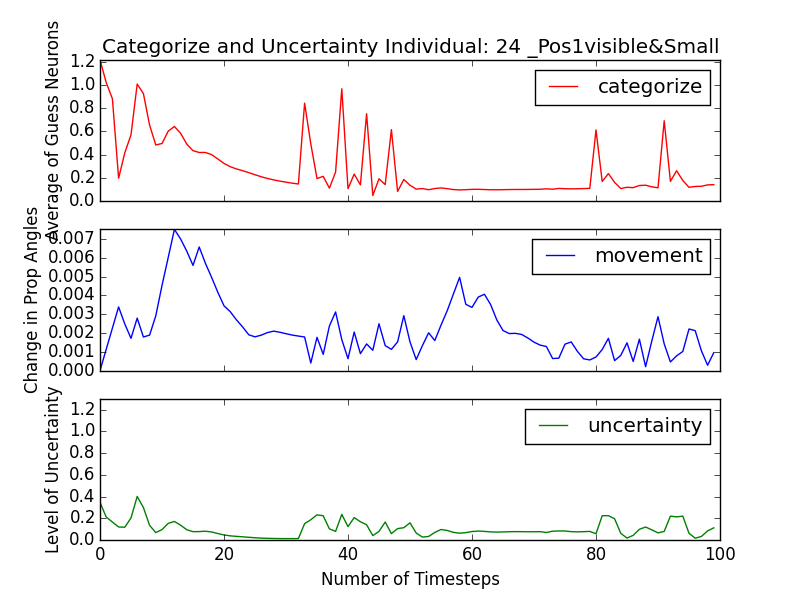 Categorize and Uncertainty Individual: 24 _Pos1visible&Small
Average of Guess Neurons
1.2
1.0
0.8
0.6
0.4
0.2
0.0
categorize
Change in Prop Angles
0.007
0.006
0.005
0.004
0.003
0.002
0.001
0.000
movement
Level of Uncertainty
1.2
1.0
0.8
0.6
0.4
0.2
0.0
uncertainty
0 20 40 60 80 100
Number of Timesteps